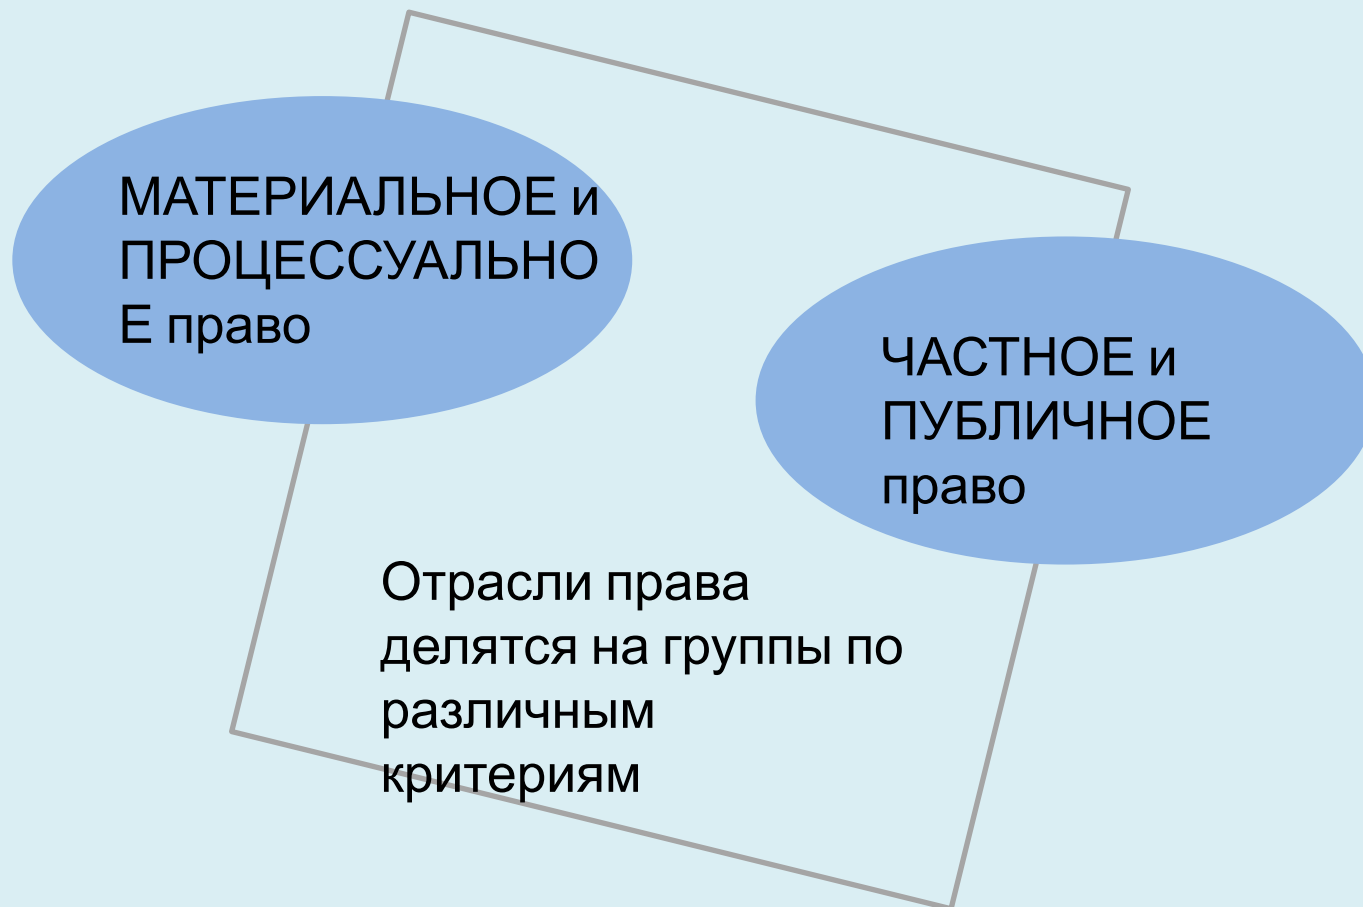 МАТЕРИАЛЬНОЕ и
ПРОЦЕССУАЛЬНО
Е право
ЧАСТНОЕ и
ПУБЛИЧНОЕ
право
Отрасли права
делятся на группы по
различным
критериям